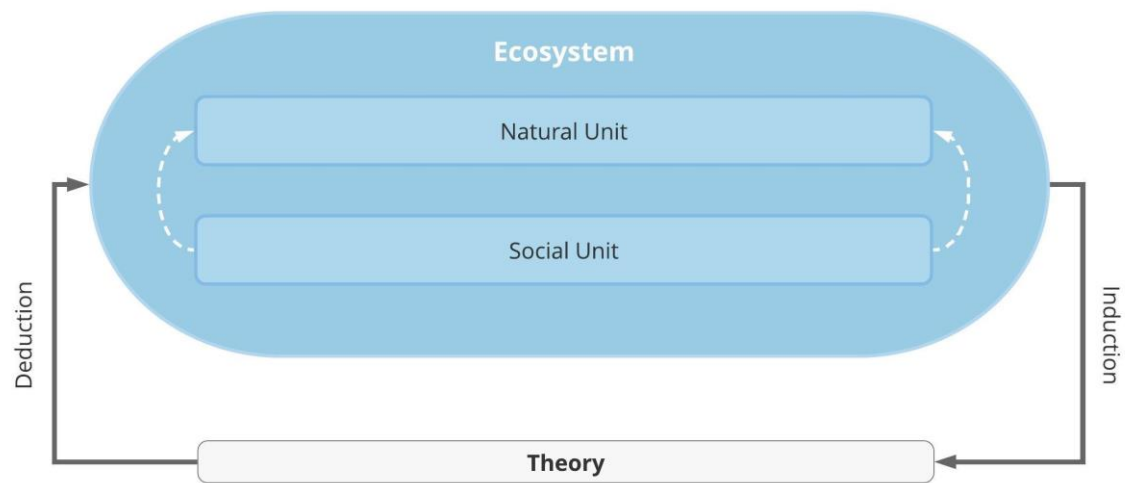 Ecosystem
Natural Unit
Social Unit
Deduction
Induction
Theory